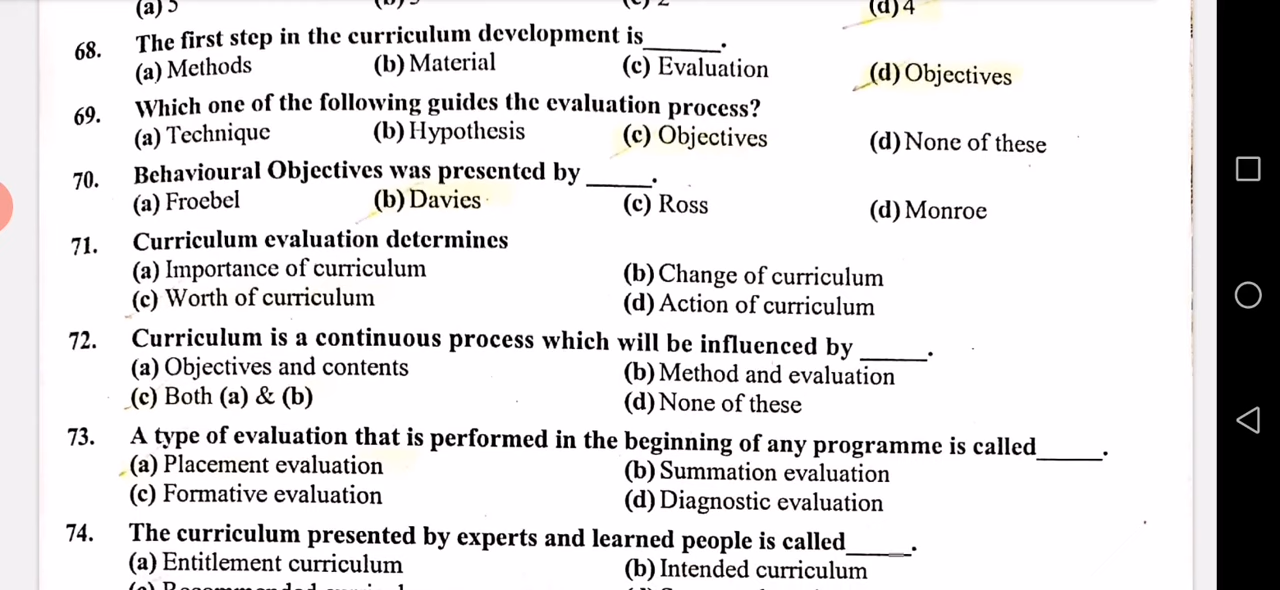 (a) 5 (d) 4
68. The first step in the curriculum development is______.
(a) Methods (b) Material (c) Evaluation (d) Objectives
69. Which one of the following guides the evaluation process?
(a) Technique (b) Hypothesis (c) Objectives (d) None of these
70. Behavioural Objectives was presented by _____.
(a) Froebel (b) Davies (c) Ross (d) Monroe
71. Curriculum evaluation determines
(a) Importance of curriculum (b) Change of curriculum
(c) Worth of curriculum (d) Action of curriculum
72. Curriculum is a continuous process which will be influenced by _____.
(a) Objectives and contents (b) Method and evaluation
(c) Both (a) & (b) (d) None of these
73. A type of evaluation that is performed in the beginning of any programme is called_____.
(a) Placement evaluation (b) Summation evaluation
(c) Formative evaluation (d) Diagnostic evaluation
74. The curriculum presented by experts and learned people is called_____.
(a) Entitlement curriculum (b) Intended curriculum